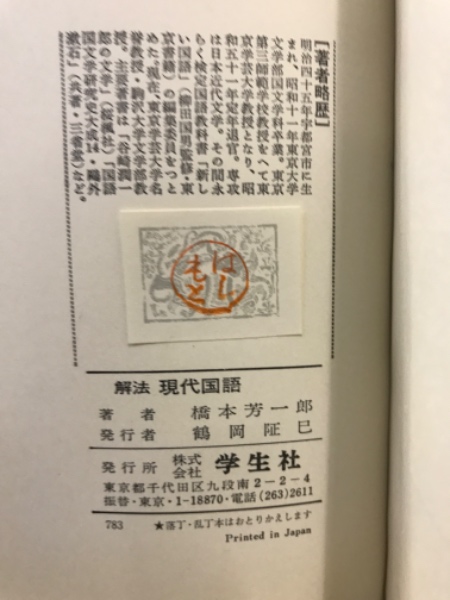 [著者略歴]
明治四十五年宇都宮市に生
まれ、昭和十一年東京大学
文学部国文学科卒業。東京
第三師範学校教授をへて東
京学芸大学教授となり、昭
和五十一年定年退官。専攻
は日本近代文学。その間永
らく検定国語教科書「新し
い国語」(柳田国男監修・東
京書籍)の編集委員をつと
めた。現在、東京学芸大学名
誉教授・駒沢大学文学部教
授。主要著書は「谷崎潤一
郎の文学」(桜楓社)「国語
国文学研究史大成14・鷗外
漱石」(共著・三省堂)など。
はし
もと
解法 現代国語
著者 橋本芳一郎
発行者 鶴岡阷巳
発行所 株式会社 学生社
東京都千代田区九段南2-2-4
振替・東京・1-18870・電話(263)2611
783 ★落丁・乱丁本はおとりかえします
Printed in Japan